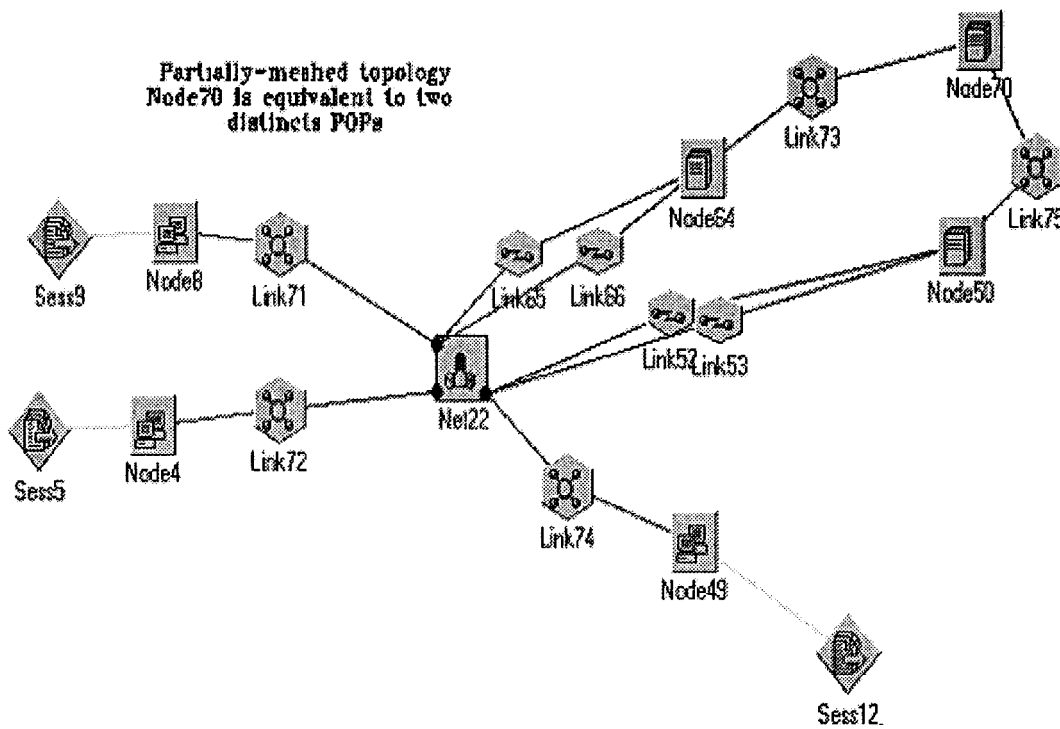 Partially-meshed topology
Node70 is equivalent to two
distincts POPs
Node70
Link73
Node64
Link75
Node50
Sess9
Node8
Link71
Link65
Link66
Link52
Link53
Net22
Sess5
Node4
Link72
Link74
Node49
Sess12